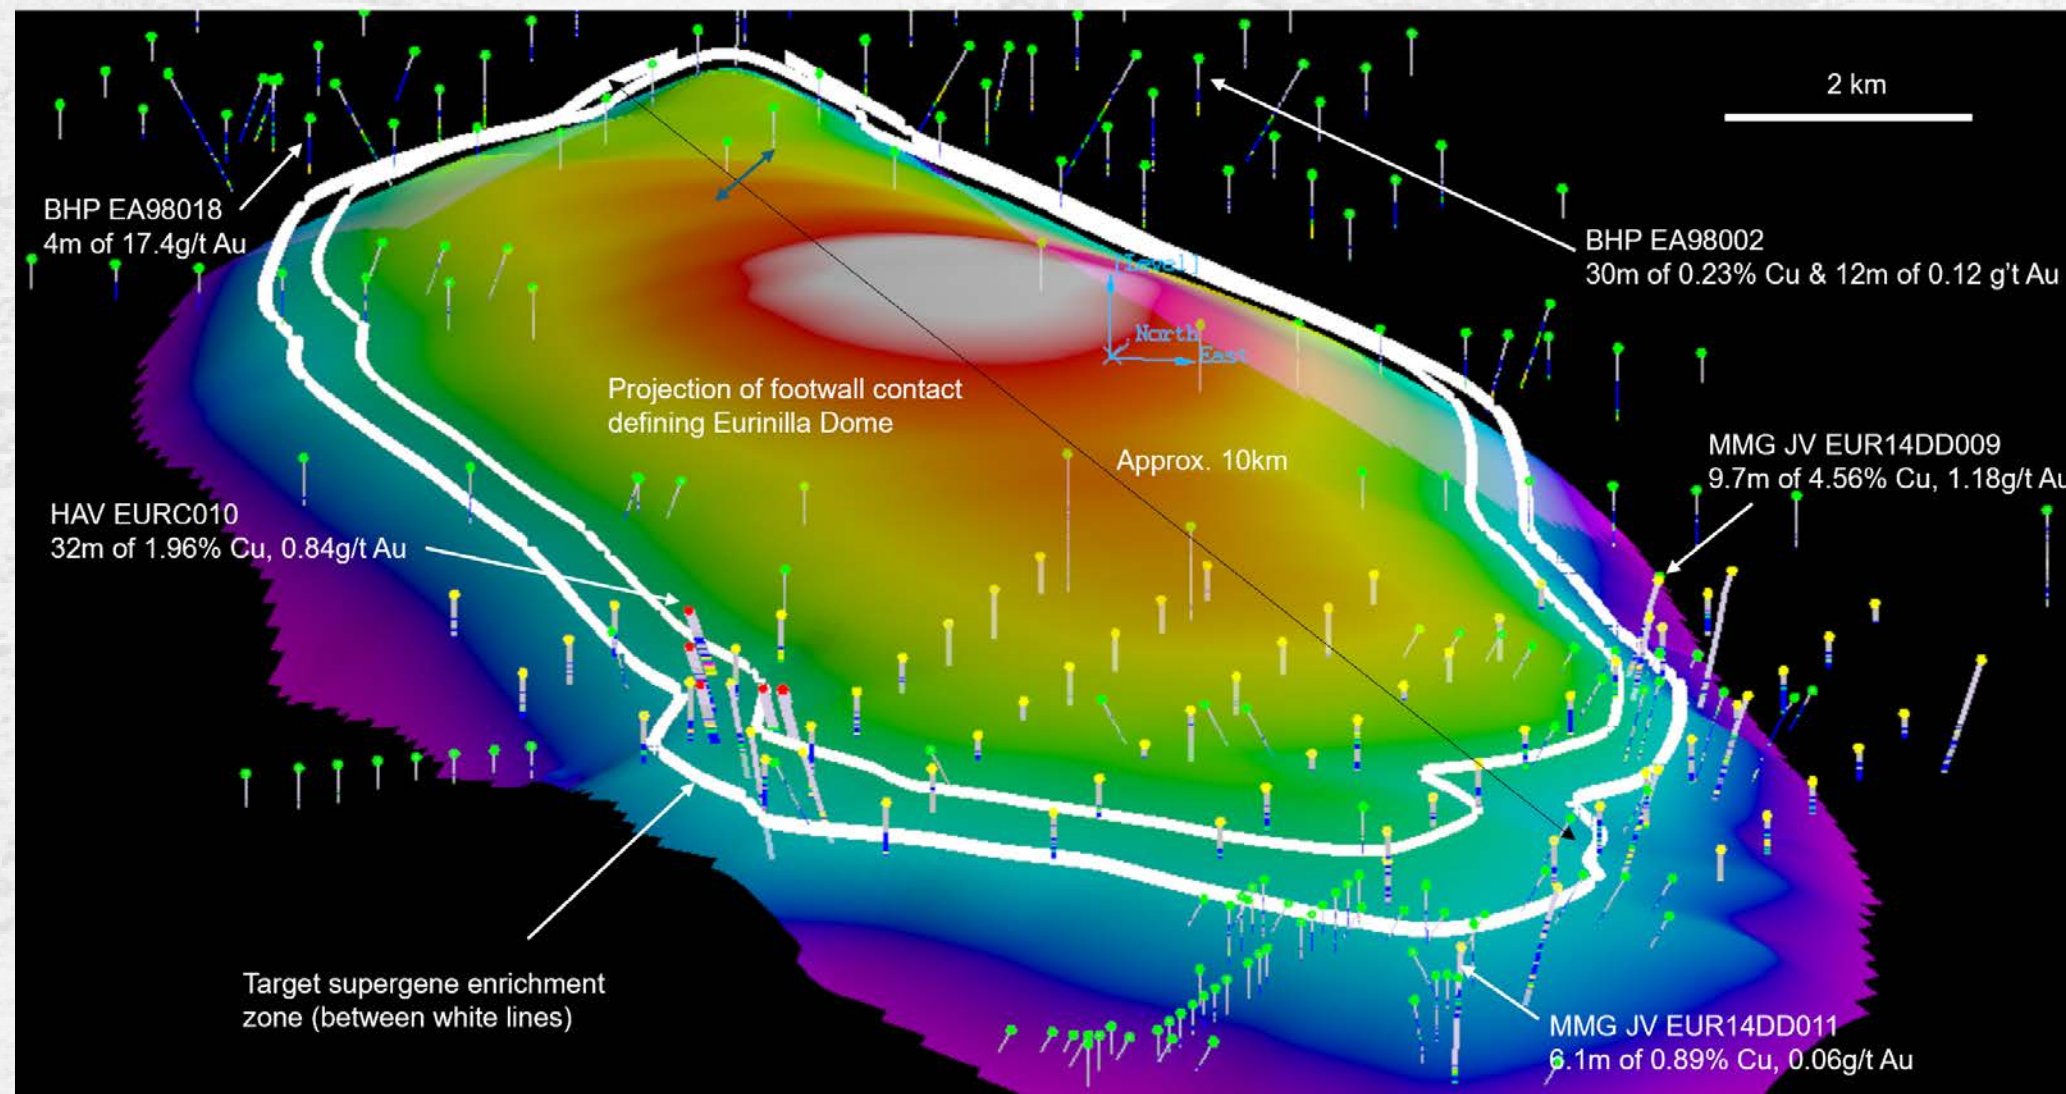 2 km
BHP EA98018
4m of 17.4g/t Au
BHP EA98002
30m of 0.23% Cu & 12m of 0.12 g't Au
[Level]
North
East
Projection of footwall contact
defining Eurinilla Dome
Approx. 10km
MMG JV EUR14DD009
9.7m of 4.56% Cu, 1.18g/t Au
HAV EURC010
32m of 1.96% Cu, 0.84g/t Au
Target supergene enrichment
zone (between white lines)
MMG JV EUR14DD011
6.1m of 0.89% Cu, 0.06g/t Au